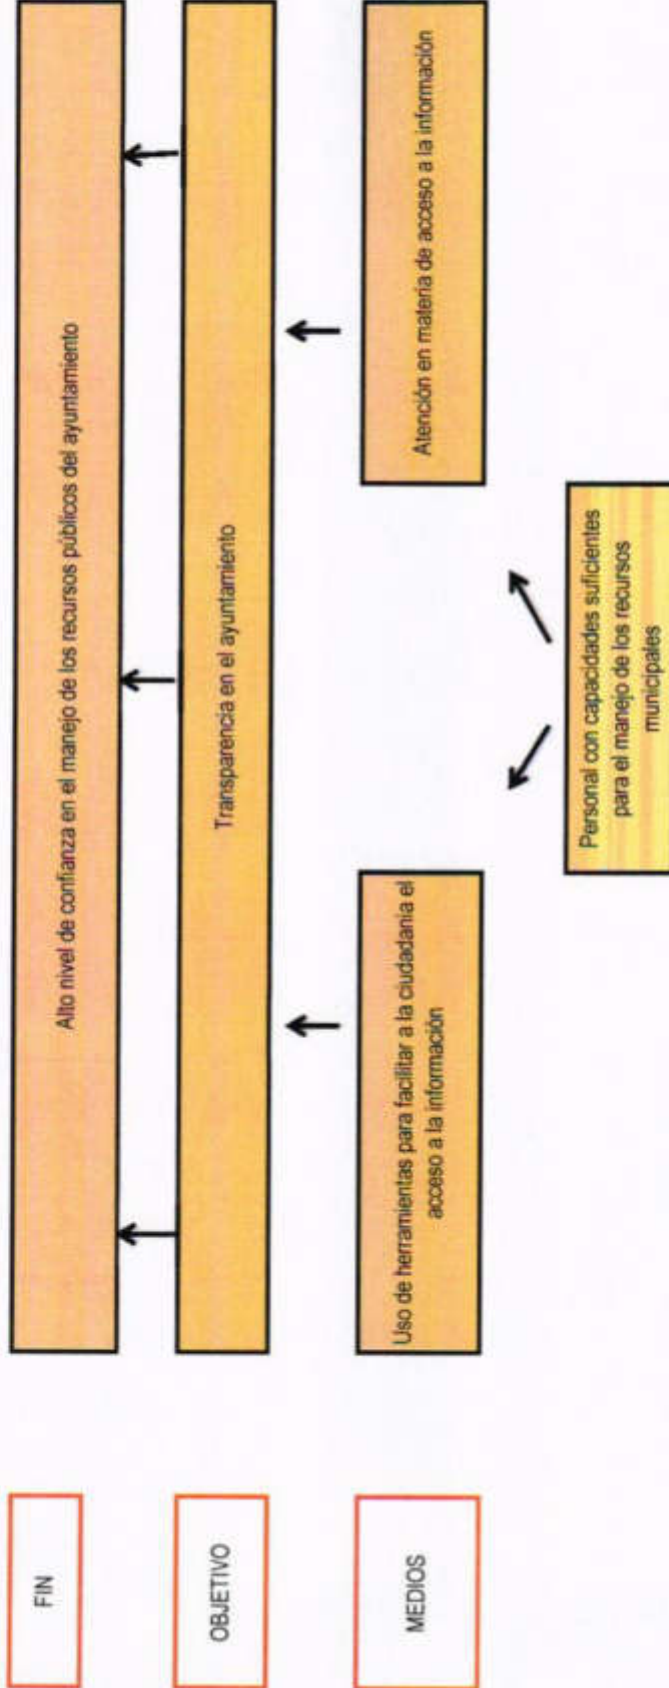 FIN
Alto nivel de confianza en el manejo de los recursos públicos del ayuntamiento
OBJETIVO
Transparencia en el ayuntamiento
MEDIOS
Uso de herramientas para facilitar a la ciudadanía el
acceso a la información
Atención en materia de acceso a la información
Personal con capacidades suficientes
para el manejo de los recursos
municipales